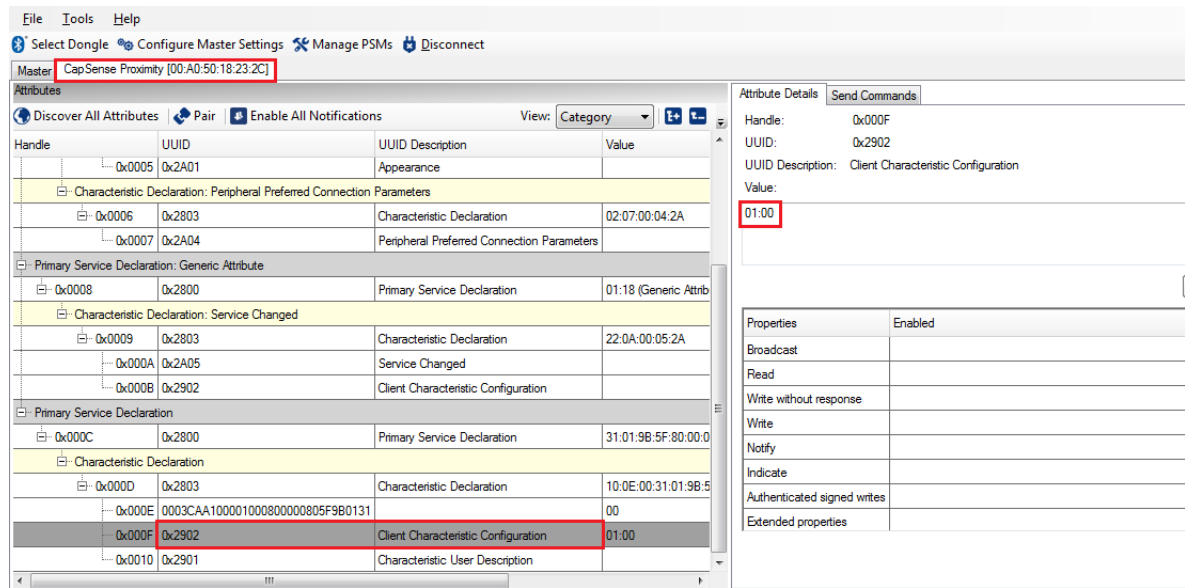 File Tools Help
Select Dongle Configure Master Settings Manage PSMs Disconnect
Master CapSense Proximity [00:A0:50:18:23:2C]
Attributes
Discover All Attributes Pair Enable All Notifications View: Category
Handle UUID UUID Description Value
0x0005 0x2A01 Appearance
Characteristic Declaration: Peripheral Preferred Connection Parameters
0x0006 0x2803 Characteristic Declaration 02:07:00:04:2A
0x0007 0x2A04 Peripheral Preferred Connection Parameters
Primary Service Declaration: Generic Attribute
0x0008 0x2800 Primary Service Declaration 01:18 (Generic Attrib
Characteristic Declaration: Service Changed
0x0009 0x2803 Characteristic Declaration 22:0A:00:05:2A
0x000A 0x2A05 Service Changed
0x000B 0x2902 Client Characteristic Configuration
Primary Service Declaration
0x000C 0x2800 Primary Service Declaration 31:01:9B:5F:80:00:0
Characteristic Declaration
0x000D 0x2803 Characteristic Declaration 10:0E:00:31:01:9B:5
0x000E 0003CAA100001000800000805F9B0131 00
0x000F 0x2902 Client Characteristic Configuration 01:00
0x0010 0x2901 Characteristic User Description
Attribute Details Send Commands
Handle: 0x000F
UUID: 0x2902
UUID Description: Client Characteristic Configuration
Value:
01:00
Properties Enabled
Broadcast
Read
Write without response
Write
Notify
Indicate
Authenticated signed writes
Extended properties